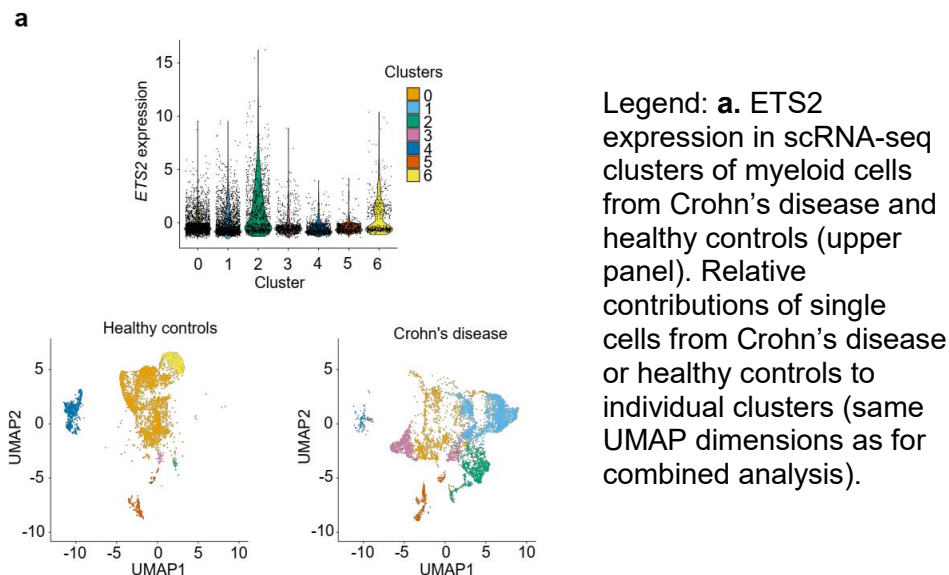 a
15
10
5
0
ETS2 expression
0 1 2 3 4 5 6
Cluster
Clusters
0
1
2
3
4
5
6
Legend: a. ETS2
expression in scRNA-seq
clusters of myeloid cells
from Crohn’s disease and
healthy controls (upper
panel). Relative
contributions of single
cells from Crohn’s disease
or healthy controls to
individual clusters (same
UMAP dimensions as for
combined analysis).
Healthy controls
5
0
-5
-10
UMAP2
-10 -5 0 5 10
UMAP1
Crohn's disease
5
0
-5
-10
UMAP2
-10 -5 0 5 10
UMAP1